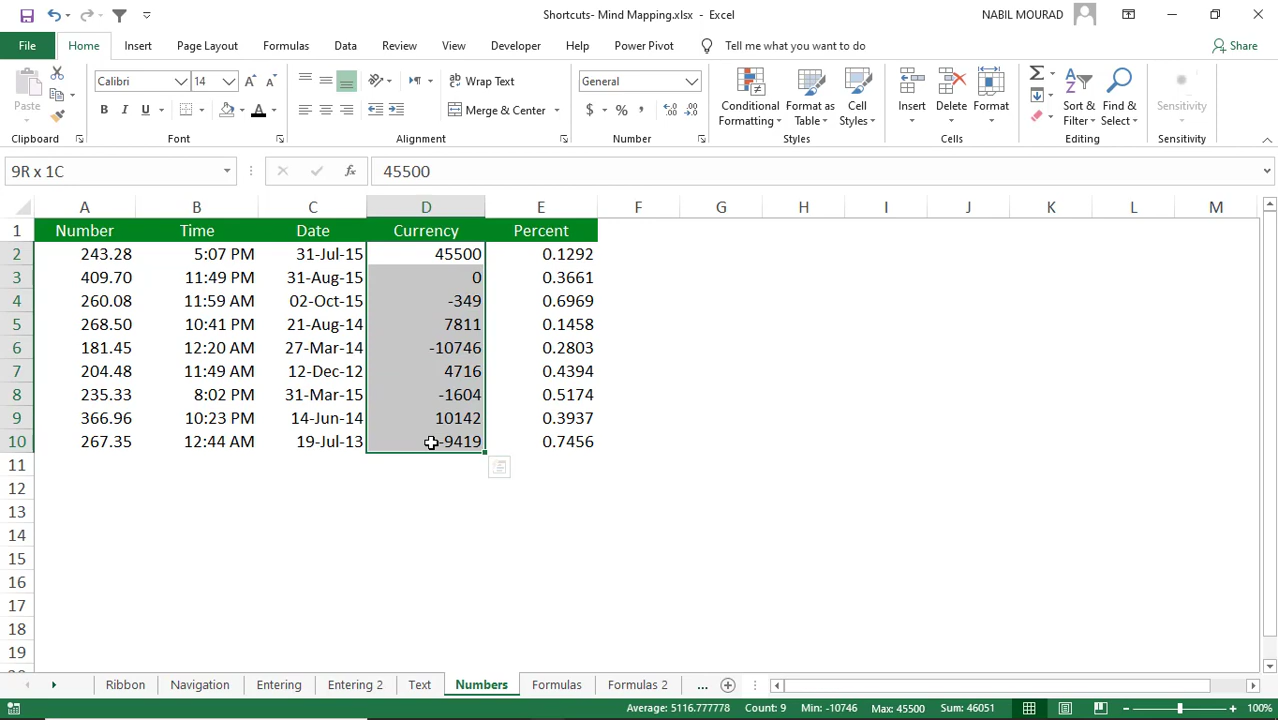 Shortcuts- Mind Mapping.xlsx - Excel
NABIL MOURAD
File Home Insert Page Layout Formulas Data Review View Developer Help Power Pivot Tell me what you want to do Share
Paste
Calibri 14
B I U A
Wrap Text
Merge & Center
General
$ % ,
Conditional Formatting
Format as Table
Cell Styles
Insert Delete Format
Sort & Filter
Find & Select
Sensitivity
Clipboard Font Alignment Number Styles Cells Editing Sensitivity
9R x 1C fx 45500
A B C D E F G H I J K L M
1 Number Time Date Currency Percent
2 243.28 5:07 PM 31-Jul-15 45500 0.1292
3 409.70 11:49 PM 31-Aug-15 0 0.3661
4 260.08 11:59 AM 02-Oct-15 -349 0.6969
5 268.50 10:41 PM 21-Aug-14 7811 0.1458
6 181.45 12:20 AM 27-Mar-14 -10746 0.2803
7 204.48 11:49 AM 12-Dec-12 4716 0.4394
8 235.33 8:02 PM 31-Mar-15 -1604 0.5174
9 366.96 10:23 PM 14-Jun-14 10142 0.3937
10 267.35 12:44 AM 19-Jul-13 -9419 0.7456
11
12
13
14
15
16
17
18
19
Ribbon Navigation Entering Entering 2 Text Numbers Formulas Formulas 2 ...
Average: 5116.777778 Count: 9 Min: -10746 Max: 45500 Sum: 46051 100%